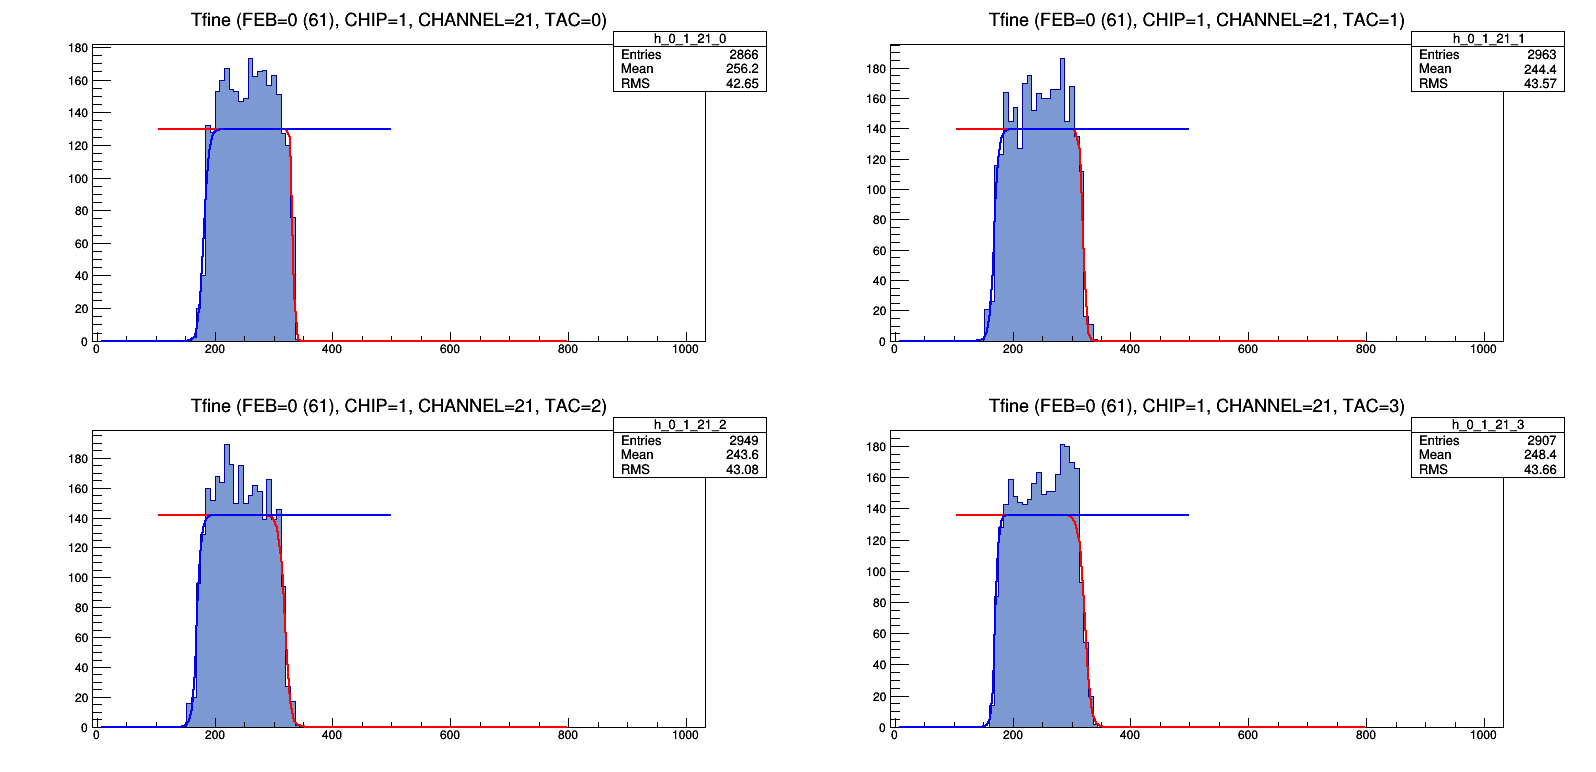 Tfine (FEB=0 (61), CHIP=1, CHANNEL=21, TAC=0)
h_0_1_21_0
Entries 2866
Mean 256.2
RMS 42.65
180
160
140
120
100
80
60
40
20
0
0 200 400 600 800 1000
Tfine (FEB=0 (61), CHIP=1, CHANNEL=21, TAC=1)
h_0_1_21_1
Entries 2963
Mean 244.4
RMS 43.57
180
160
140
120
100
80
60
40
20
0
0 200 400 600 800 1000
Tfine (FEB=0 (61), CHIP=1, CHANNEL=21, TAC=2)
h_0_1_21_2
Entries 2949
Mean 243.6
RMS 43.08
180
160
140
120
100
80
60
40
20
0
0 200 400 600 800 1000
Tfine (FEB=0 (61), CHIP=1, CHANNEL=21, TAC=3)
h_0_1_21_3
Entries 2907
Mean 248.4
RMS 43.66
180
160
140
120
100
80
60
40
20
0
0 200 400 600 800 1000